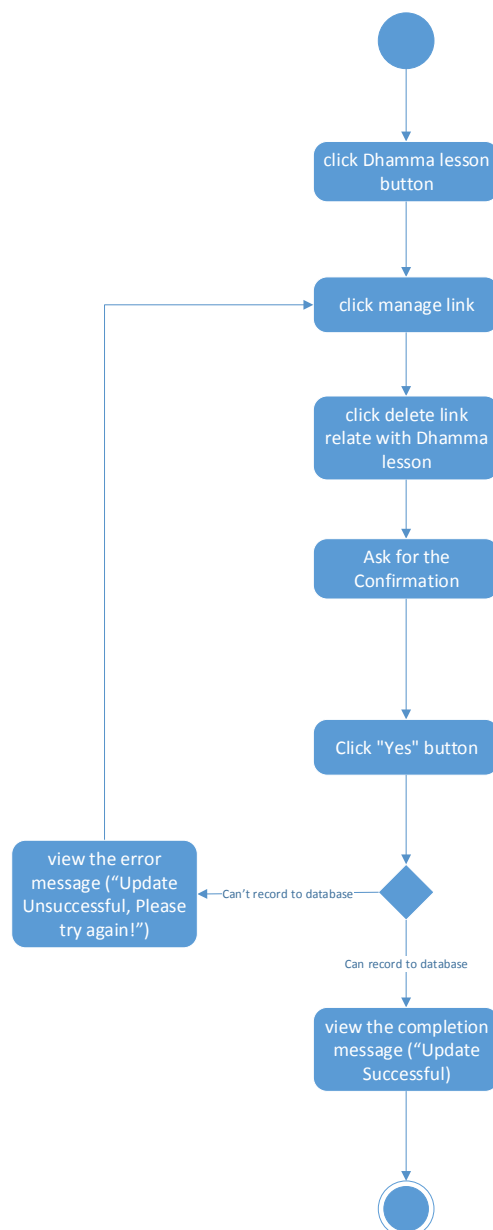 click Dhamma lesson
button
click manage link
click delete link
relate with Dhamma
lesson
Ask for the
Confirmation
Click "Yes" button
view the error
message (“Update
Unsuccessful, Please
try again!”)
Can’t record to database
Can record to database
view the completion
message (“Update
Successful)